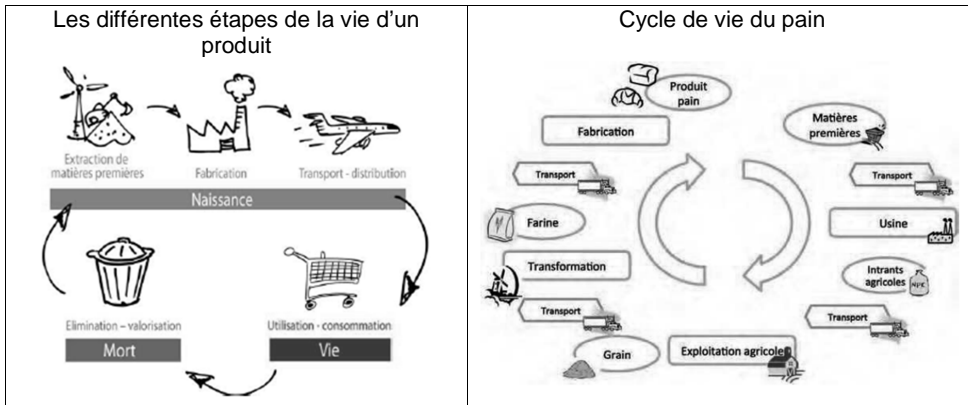 Les différentes étapes de la vie d'un
produit
Extraction de
matières premières
Fabrication
Transport - distribution
Naissance
Elimination – valorisation
Mort
Utilisation - consommation
Vie
Cycle de vie du pain
Produit
pain
Matières
premières
Transport
Usine
Intrants
agricoles
NPK
Transport
Exploitation agricole
Grain
Transport
Transformation
Farine
Transport
Fabrication